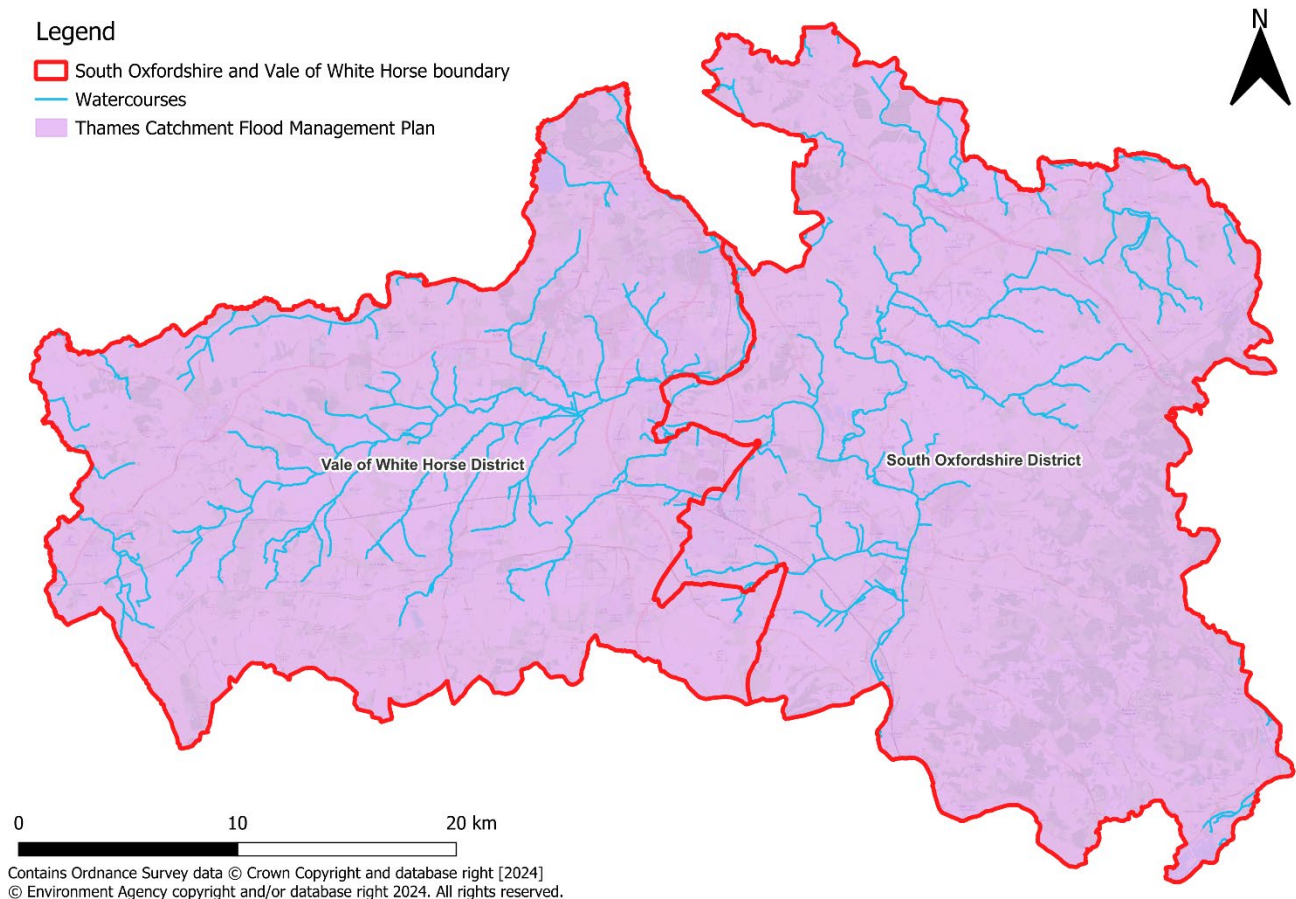 Legend
South Oxfordshire and Vale of White Horse boundary
Watercourses
Thames Catchment Flood Management Plan
N
Vale of White Horse District
South Oxfordshire District
0 10 20 km
Contains Ordnance Survey data © Crown Copyright and database right [2024]
© Environment Agency copyright and/or database right 2024. All rights reserved.